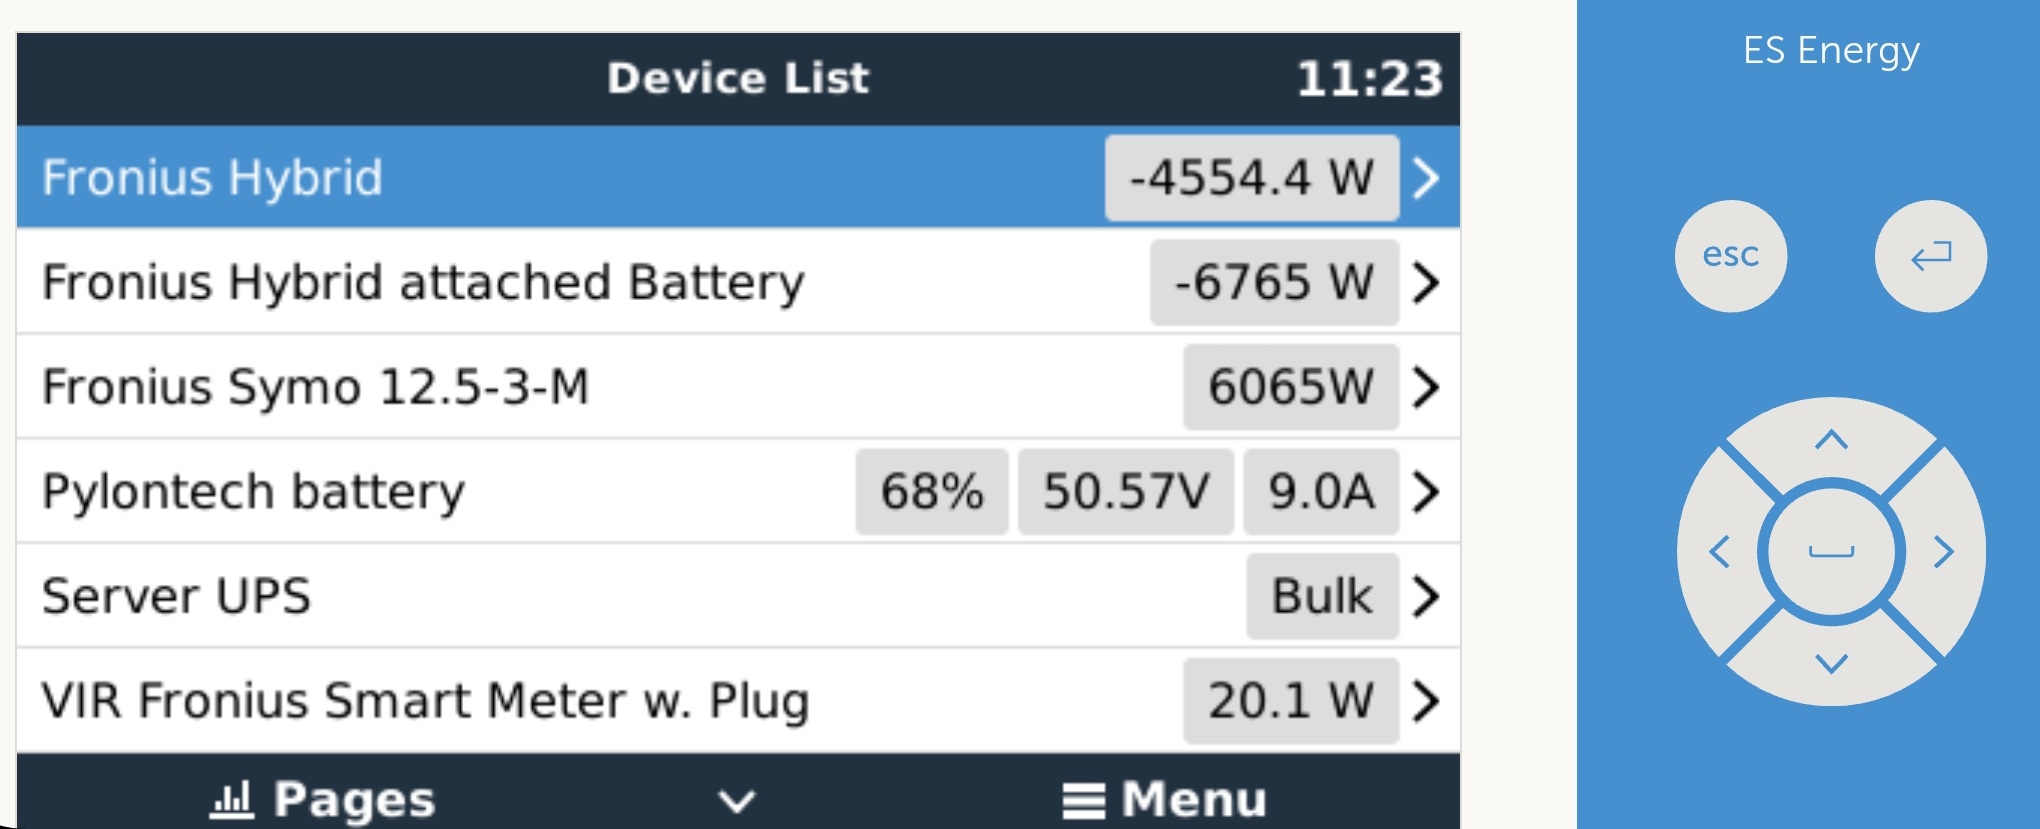 Device List 11:23
Fronius Hybrid -4554.4 W
Fronius Hybrid attached Battery -6765 W
Fronius Symo 12.5-3-M 6065W
Pylontech battery 68% 50.57V 9.0A
Server UPS Bulk
VIR Fronius Smart Meter w. Plug 20.1 W
Pages Menu
ES Energy
esc